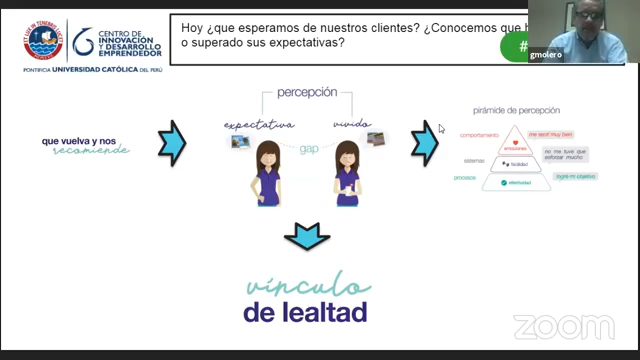 CENTRO DE
INNOVACIÓN
Y DESARROLLO
EMPRENDEDOR
PONTIFICIA UNIVERSIDAD CATÓLICA DEL PERÚ
Hoy ¿que esperamos de nuestros clientes? ¿Conocemos que
o superado sus expectativas?
#
gmolero
percepción
expectativa
vivido
gap
que vuelva y nos
recomiende
pirámide de percepción
comportamiento
emociones
me sentí muy bien
sistemas
facilidad
no me tuve que
esforzar mucho
procesos
efectividad
logré mi objetivo
vínculo
de lealtad
zoom